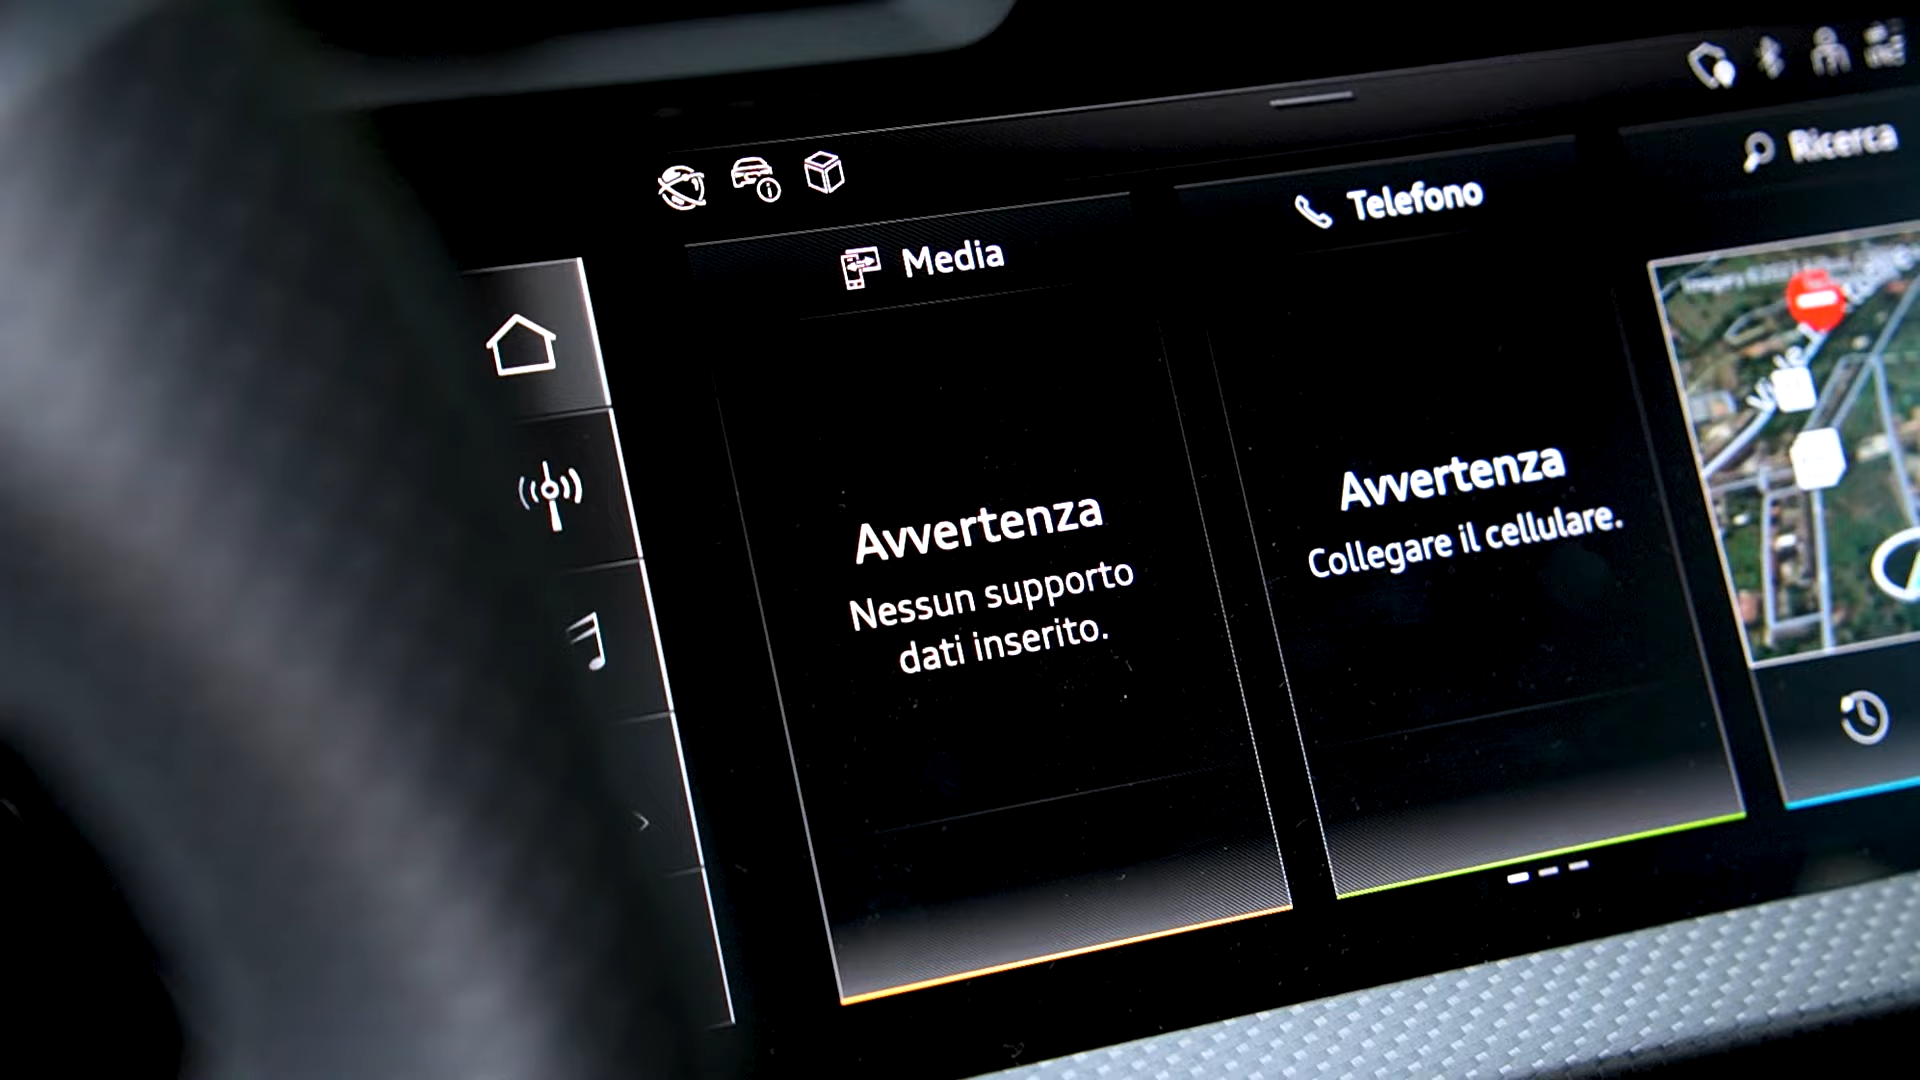 Media
Avvertenza
Nessun supporto
dati inserito.
Telefono
Avvertenza
Collegare il cellulare.
Ricerca